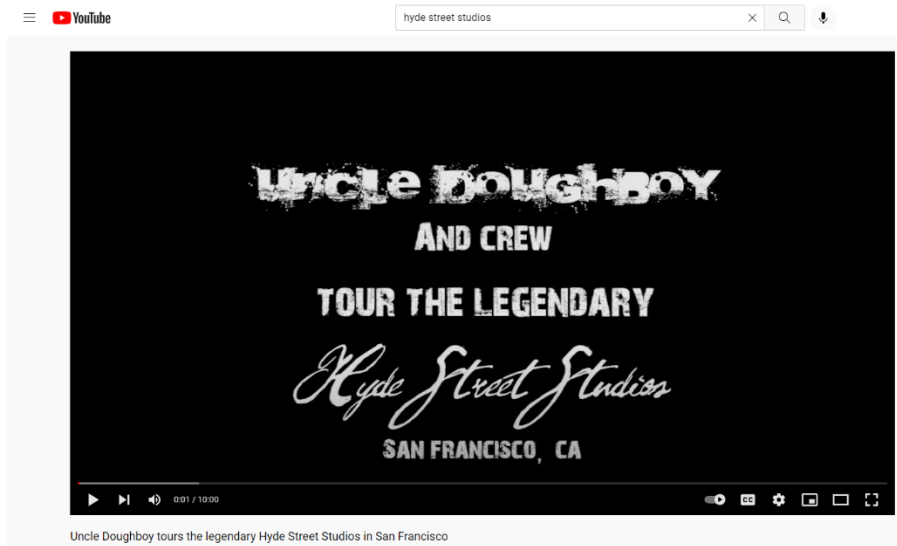 YouTube
hyde street studios
Uncle Doughboy
AND CREW
TOUR THE LEGENDARY
Hyde Street Studios
SAN FRANCISCO, CA
0:01 / 10:00
CC
Uncle Doughboy tours the legendary Hyde Street Studios in San Francisco